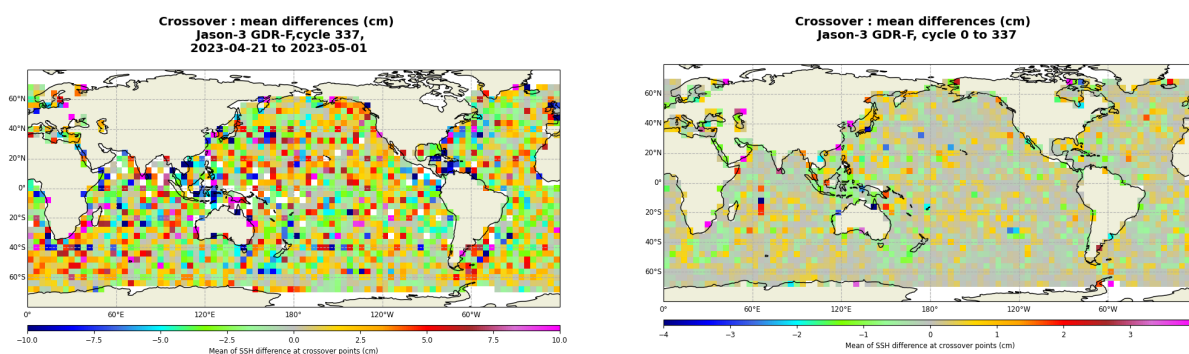 Crossover : mean differences (cm)
Jason-3 GDR-F,cycle 337,
2023-04-21 to 2023-05-01
60°N
40°N
20°N
0°
20°S
40°S
60°S
0°
60°E
120°E
180°
120°W
60°W
−10.0
−7.5
−5.0
−2.5
0.0
2.5
5.0
7.5
10.0
Mean of SSH difference at crossover points (cm)
Crossover : mean differences (cm)
Jason-3 GDR-F, cycle 0 to 337
60°N
40°N
20°N
0°
20°S
40°S
60°S
0°
60°E
120°E
180°
120°W
60°W
−4
−3
−2
−1
0
1
2
3
Mean of SSH difference at crossover points (cm)